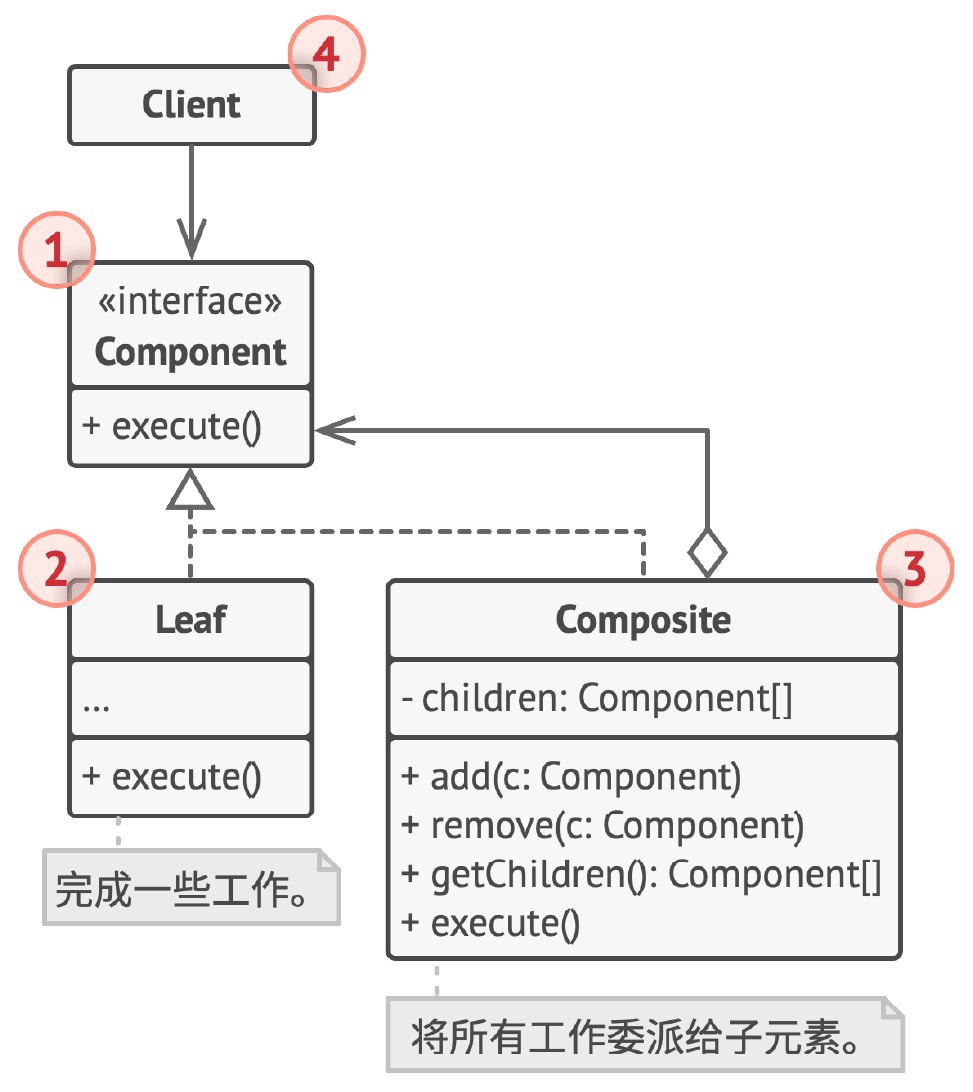 4
Client
1
«interface»
Component
+ execute()
2
Leaf
...
+ execute()
完成一些工作。
3
Composite
- children: Component[]
+ add(c: Component)
+ remove(c: Component)
+ getChildren(): Component[]
+ execute()
将所有工作委派给子元素。